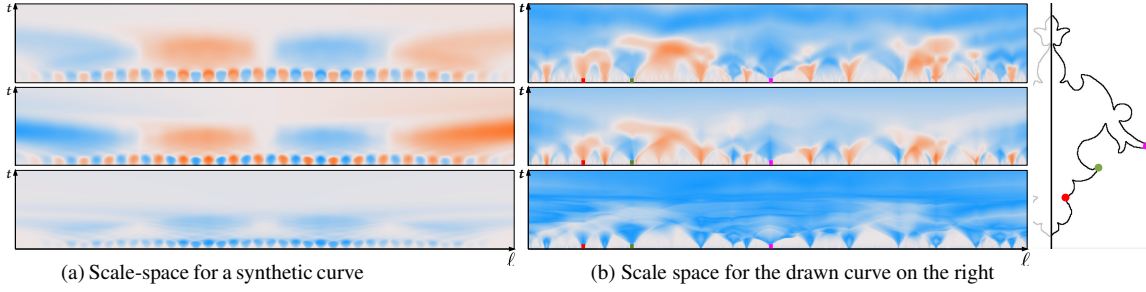 t
t
t
t
t
t
ℓ
ℓ
(a) Scale-space for a synthetic curve
(b) Scale space for the drawn curve on the right